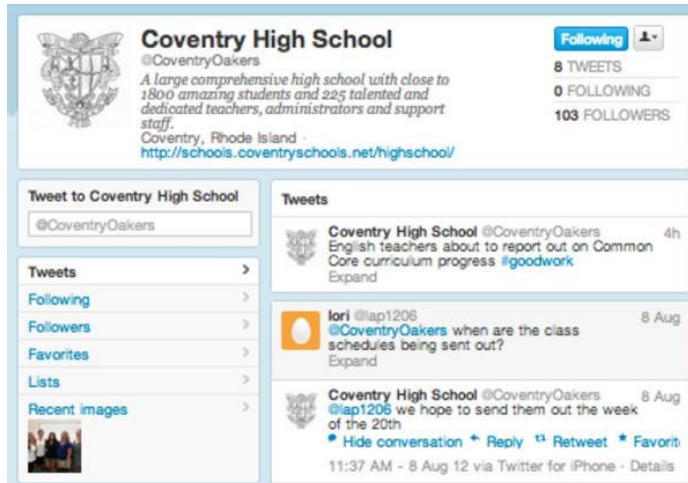 Coventry High School
@CoventryOakers
A large comprehensive high school with close to
1800 amazing students and 225 talented and
dedicated teachers, administrators and support
staff.
Coventry, Rhode Island ·
http://schools.coventryschools.net/highschool/
Following
8 TWEETS
0 FOLLOWING
103 FOLLOWERS
Tweet to Coventry High School
@CoventryOakers
Tweets
Following
Followers
Favorites
Lists
Recent images
Tweets
Coventry High School @CoventryOakers 4h
English teachers about to report out on Common
Core curriculum progress #goodwork
Expand
lori @lap1206 8 Aug
@CoventryOakers when are the class
schedules being sent out?
Expand
Coventry High School @CoventryOakers 8 Aug
@lap1206 we hope to send them out the week
of the 20th
Hide conversation Reply Retweet Favorit
11:37 AM - 8 Aug 12 via Twitter for iPhone · Details